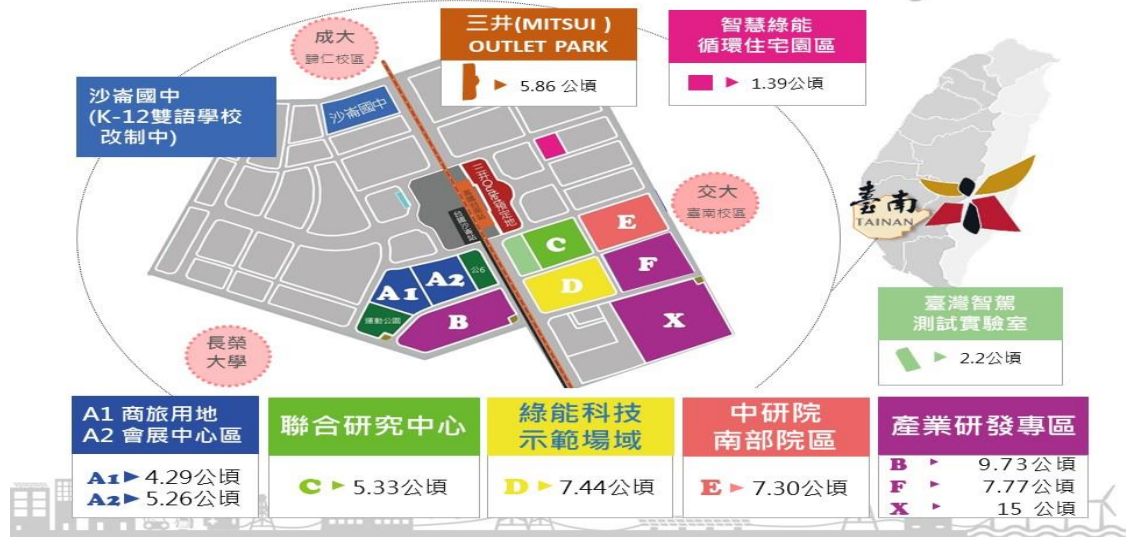 成大
歸仁校區
三井(MITSUI )
OUTLET PARK
5.86 公頃
智慧綠能
循環住宅園區
1.39公頃
沙崙國中
(K-12雙語學校
改制中)
沙崙國中
交大
臺南校區
臺南
TAINAN
A1
A2
公6
運動公園
B
C
D
E
F
X
長榮
大學
臺灣智駕
測試實驗室
2.2公頃
A1 商旅用地
A2 會展中心區
A1 4.29公頃
A2 5.26公頃
聯合研究中心
C 5.33公頃
綠能科技
示範場域
D 7.44公頃
中研院
南部院區
E 7.30公頃
產業研發專區
B 9.73公頃
F 7.77公頃
X 15 公頃